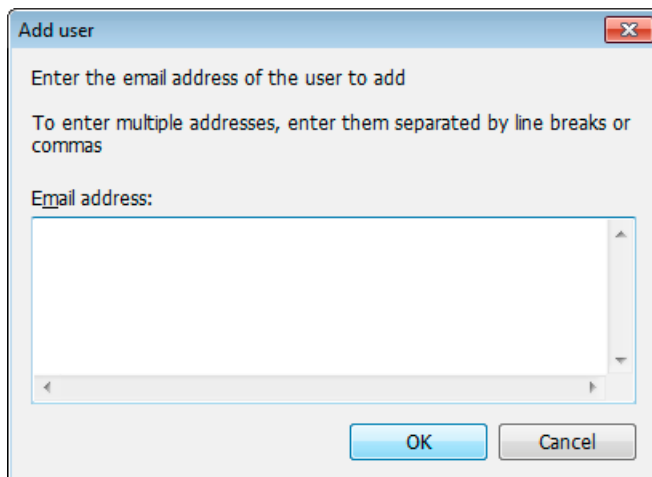 Add user
Enter the email address of the user to add
To enter multiple addresses, enter them separated by line breaks or
commas
Email address:
OK
Cancel